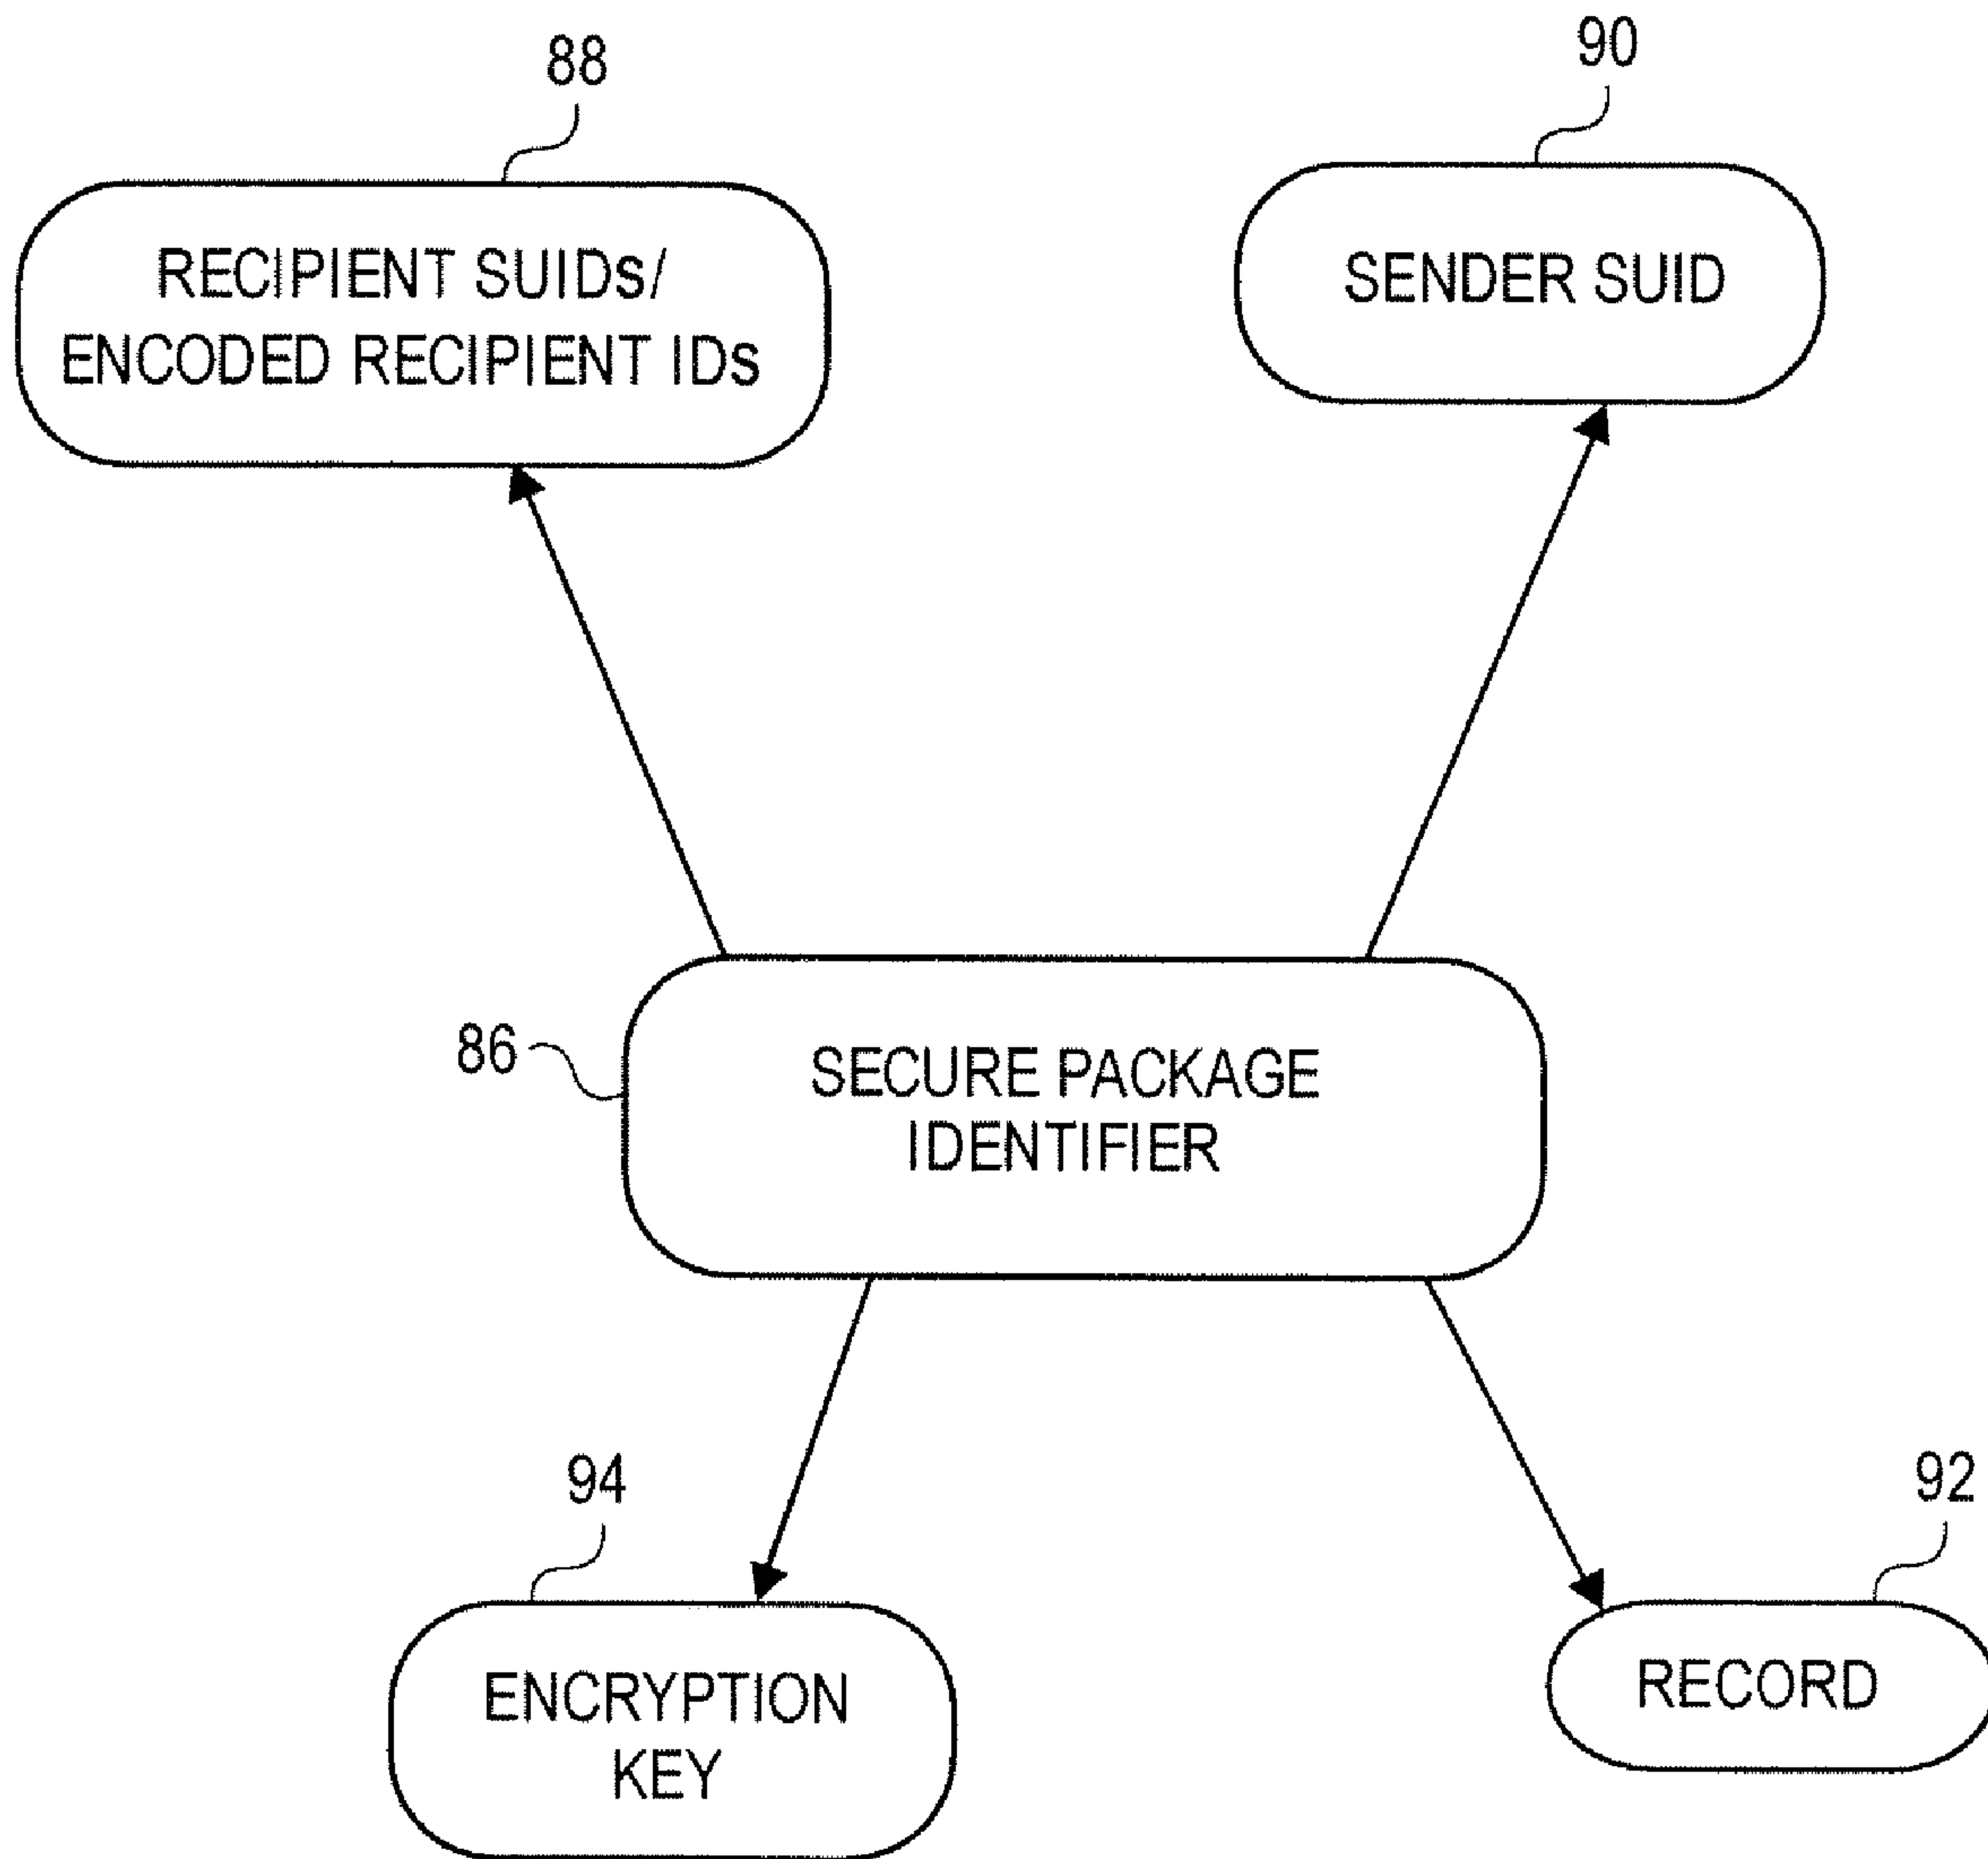 88
90
RECIPIENT SUIDs/
ENCODED RECIPIENT IDs
SENDER SUID
86
SECURE PACKAGE
IDENTIFIER
94
92
ENCRYPTION
KEY
RECORD